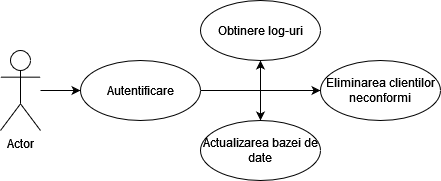 Obtinere log-uri
Autentificare
Eliminarea clientilor
neconformi
Actor
Actualizarea bazei de
date